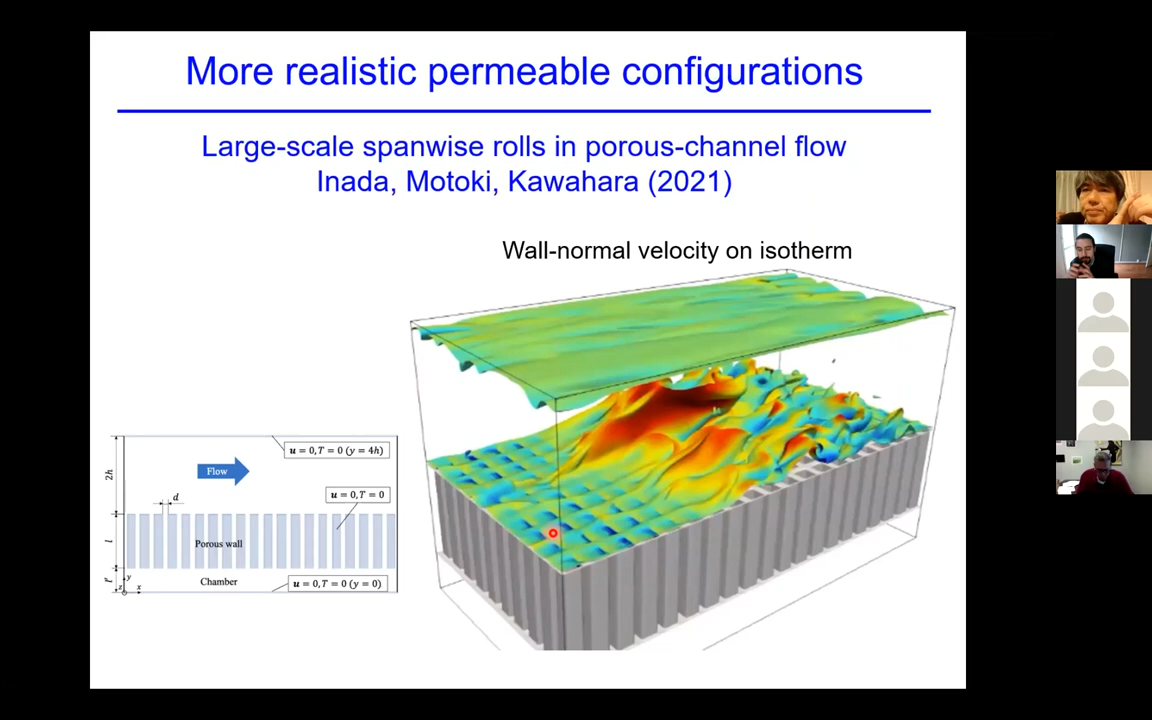 More realistic permeable configurations
Large-scale spanwise rolls in porous-channel flow
Inada, Motoki, Kawahara (2021)
Wall-normal velocity on isotherm
u = 0, T = 0 (y = 4h)
2h
Flow
d
u = 0, T = 0
l
Porous wall
y
Chamber
u = 0, T = 0 (y = 0)
z
x